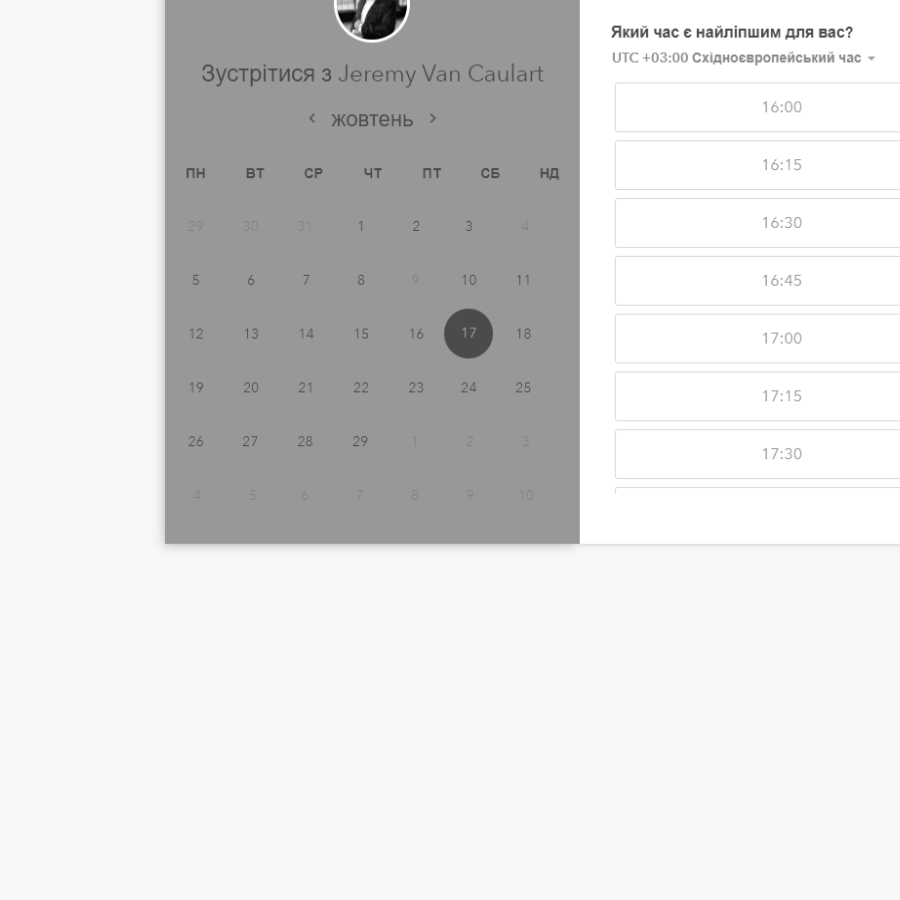 Зустрітися з Jeremy Van Caulart
жовтень
ПН ВТ СР ЧТ ПТ СБ НД
29 30 31 1 2 3 4
5 6 7 8 9 10 11
12 13 14 15 16 17 18
19 20 21 22 23 24 25
26 27 28 29 1 2 3
4 5 6 7 8 9 10
Який час є найліпшим для вас?
UTC +03:00 Східноєвропейський час
16:00
16:15
16:30
16:45
17:00
17:15
17:30